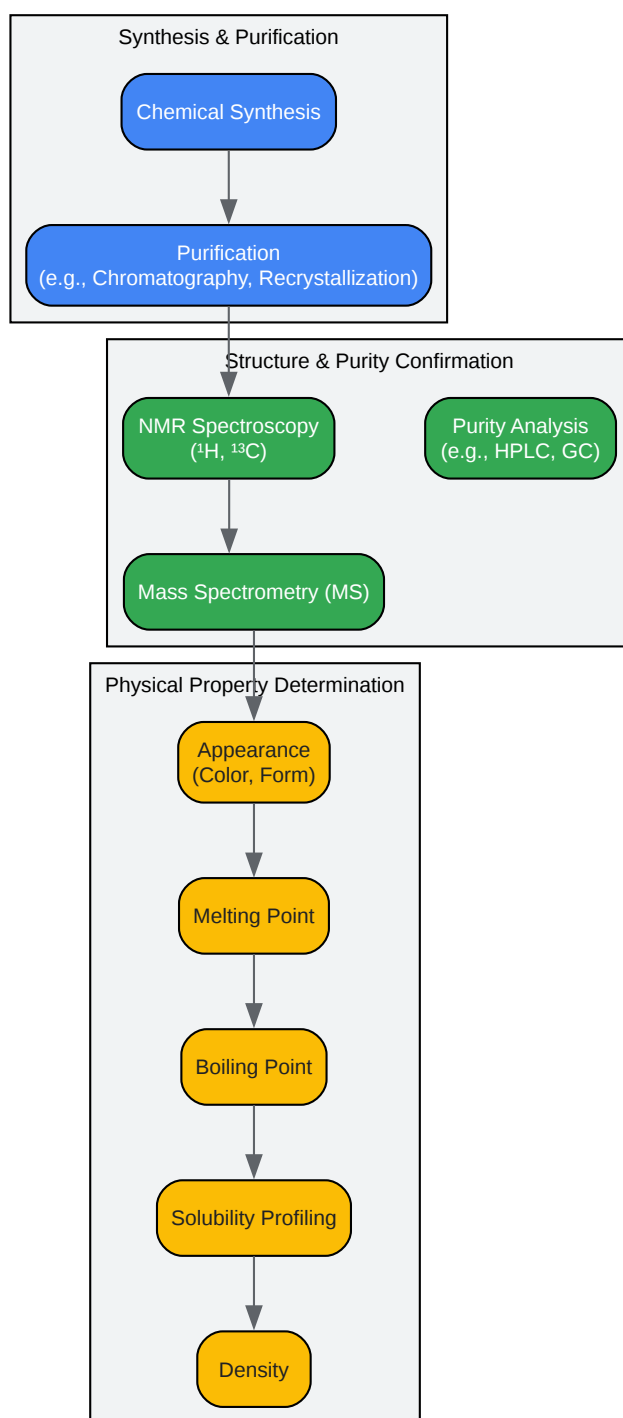 Synthesis & Purification
Chemical Synthesis
Purification
(e.g., Chromatography, Recrystallization)
Structure & Purity Confirmation
NMR Spectroscopy
(¹H, ¹³C)
Purity Analysis
(e.g., HPLC, GC)
Mass Spectrometry (MS)
Physical Property Determination
Appearance
(Color, Form)
Melting Point
Boiling Point
Solubility Profiling
Density